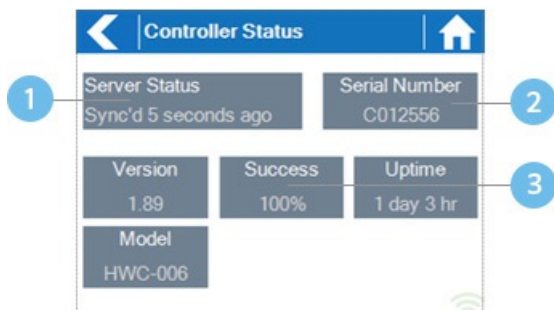 Controller Status
Server Status
Sync'd 5 seconds ago
Serial Number
C012556
1
2
Version
1.89
Success
100%
Uptime
1 day 3 hr
3
Model
HWC-006